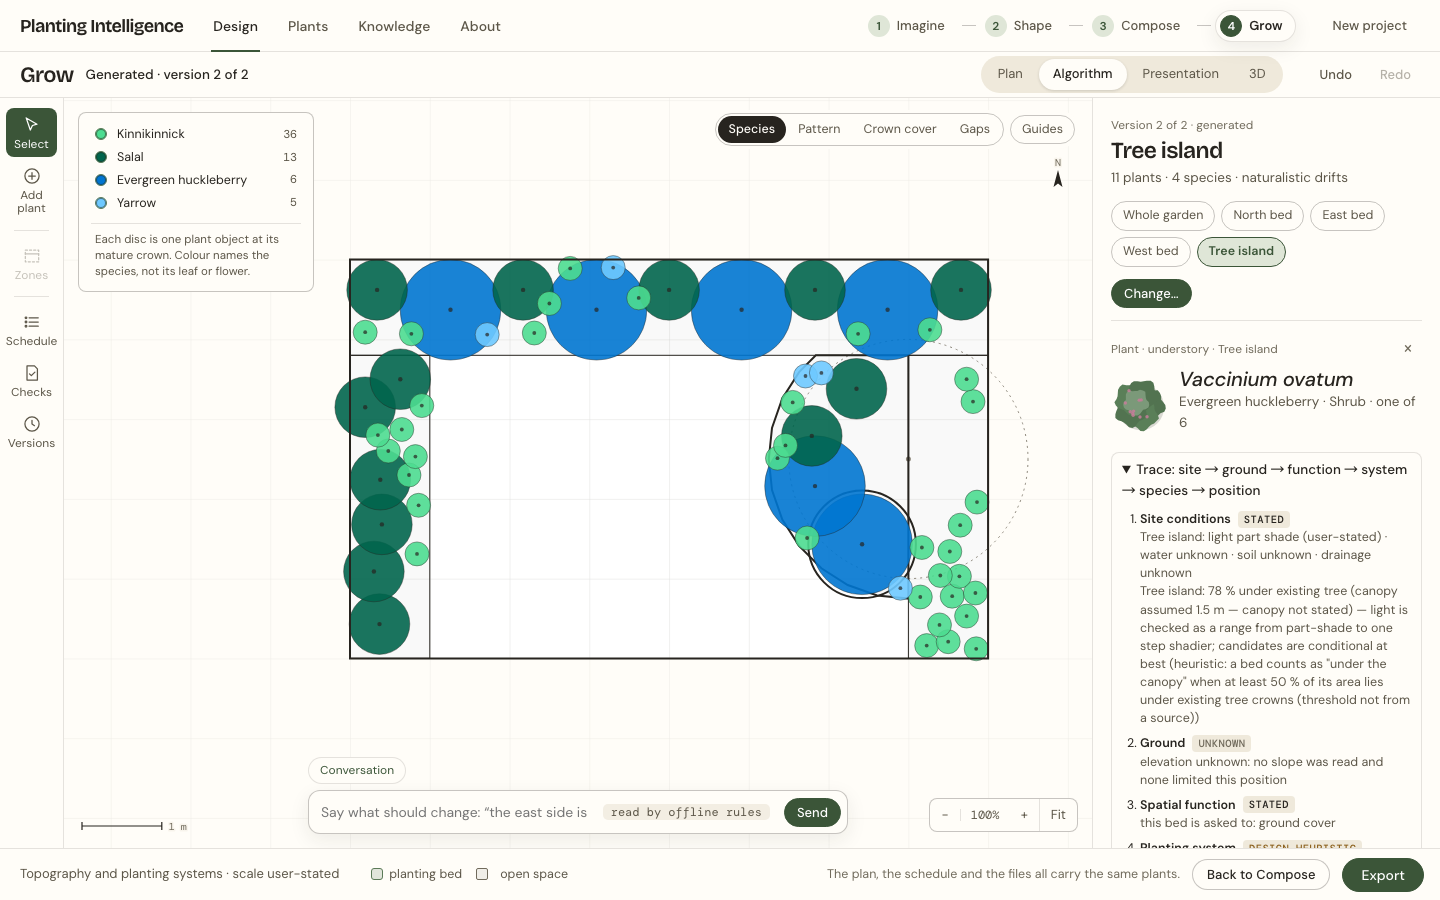 Planting Intelligence
Design
Plants
Knowledge
About
1 Imagine
2 Shape
3 Compose
4 Grow
New project
Grow
Generated · version 2 of 2
Plan
Algorithm
Presentation
3D
Undo
Redo
Select
Add
plant
Zones
Schedule
Checks
Versions
Kinnikinnick 36
Salal 13
Evergreen huckleberry 6
Yarrow 5
Each disc is one plant object at its
mature crown. Colour names the
species, not its leaf or flower.
Species
Pattern
Crown cover
Gaps
Guides
N
Conversation
Say what should change: “the east side is
read by offline rules
Send
1 m
− 100% +
Fit
Version 2 of 2 · generated
Tree island
11 plants · 4 species · naturalistic drifts
Whole garden
North bed
East bed
West bed
Tree island
Change…
Plant · understory · Tree island ×
Vaccinium ovatum
Evergreen huckleberry · Shrub · one of
6
▼ Trace: site → ground → function → system
→ species → position
1. Site conditions STATED
Tree island: light part shade (user-stated) ·
water unknown · soil unknown · drainage
unknown
Tree island: 78 % under existing tree (canopy
assumed 1.5 m — canopy not stated) — light is
checked as a range from part-shade to one
step shadier; candidates are conditional at
best (heuristic: a bed counts as "under the
canopy" when at least 50 % of its area lies
under existing tree crowns (threshold not from
a source))
2. Ground UNKNOWN
elevation unknown: no slope was read and
none limited this position
3. Spatial function STATED
this bed is asked to: ground cover
4. Planting system DESIGN HEURISTIC
Topography and planting systems · scale user-stated
planting bed
open space
The plan, the schedule and the files all carry the same plants.
Back to Compose
Export